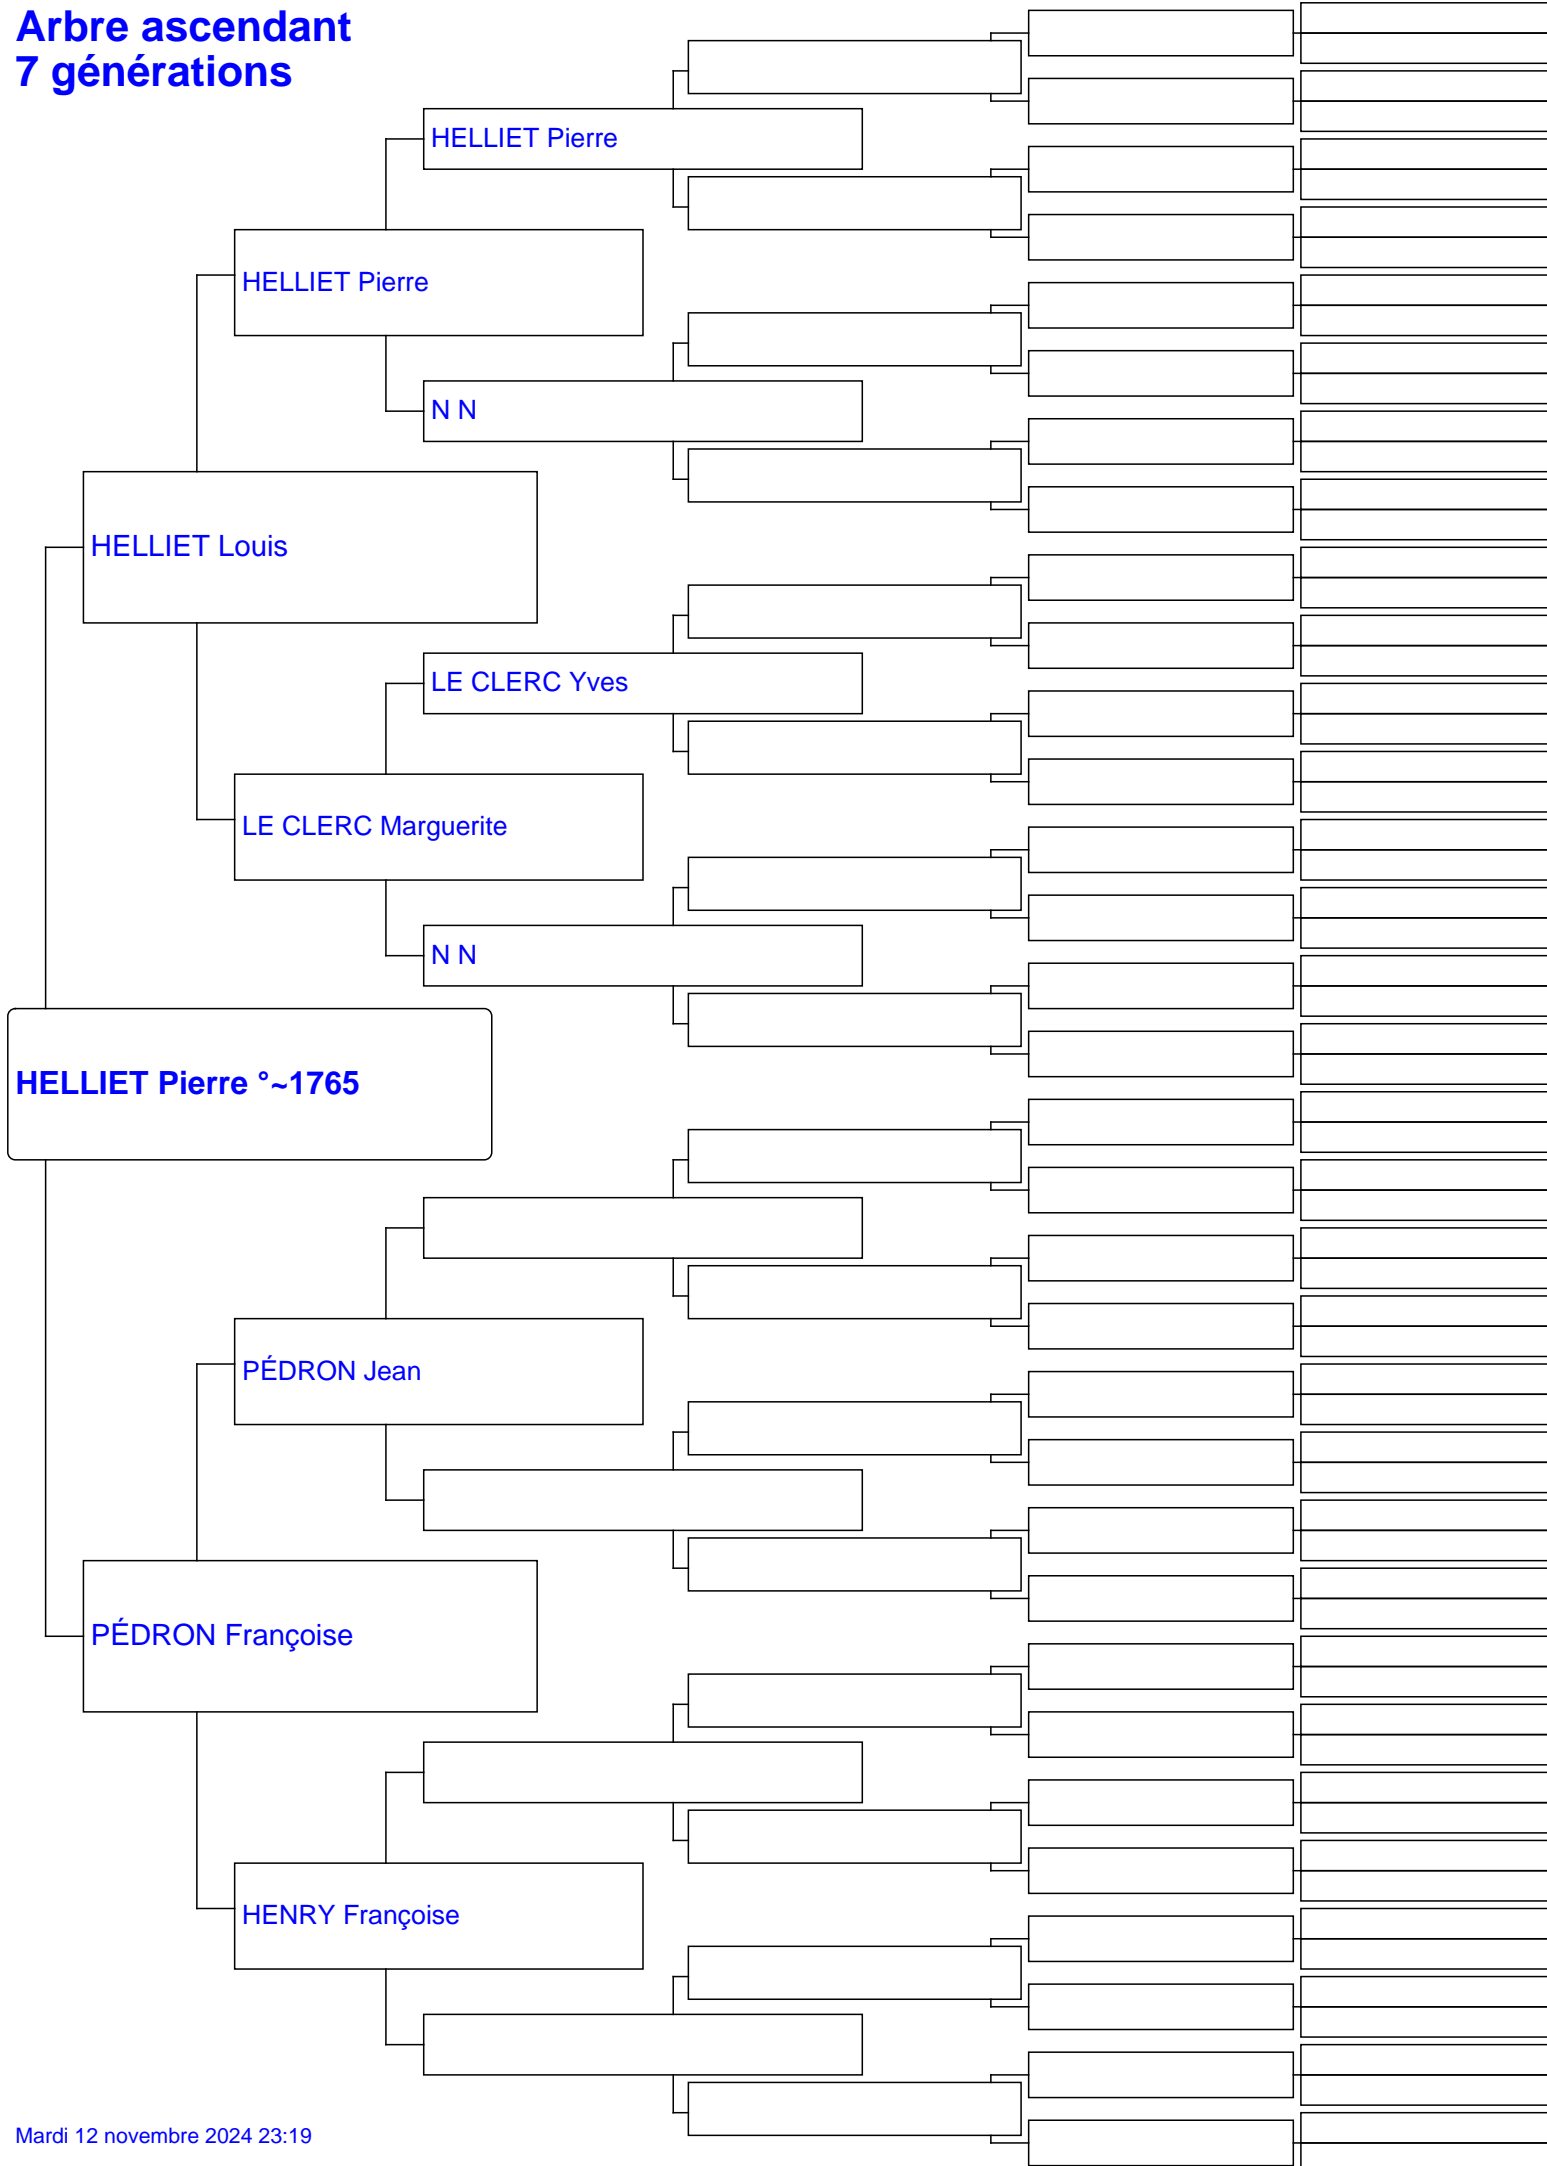 Arbre ascendant
7 générations
HELLIET Pierre
HELLIET Pierre
N N
HELLIET Louis
LE CLERC Yves
LE CLERC Marguerite
N N
HELLIET Pierre °~1765
PÉDRON Jean
PÉDRON Françoise
HENRY Françoise
Mardi 12 novembre 2024 23:19